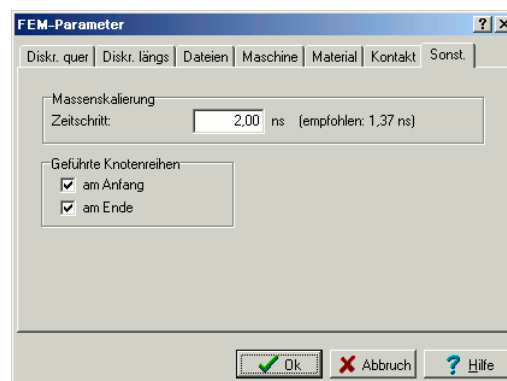 FEM-Parameter
Diskr. quer Diskr. längs Dateien Maschine Material Kontakt Sonst.
Massenskalierung
Zeitschritt: 2,00 ns (empfohlen: 1,37 ns)
Geführte Knotenreihen
am Anfang
am Ende
Ok Abbruch ? Hilfe